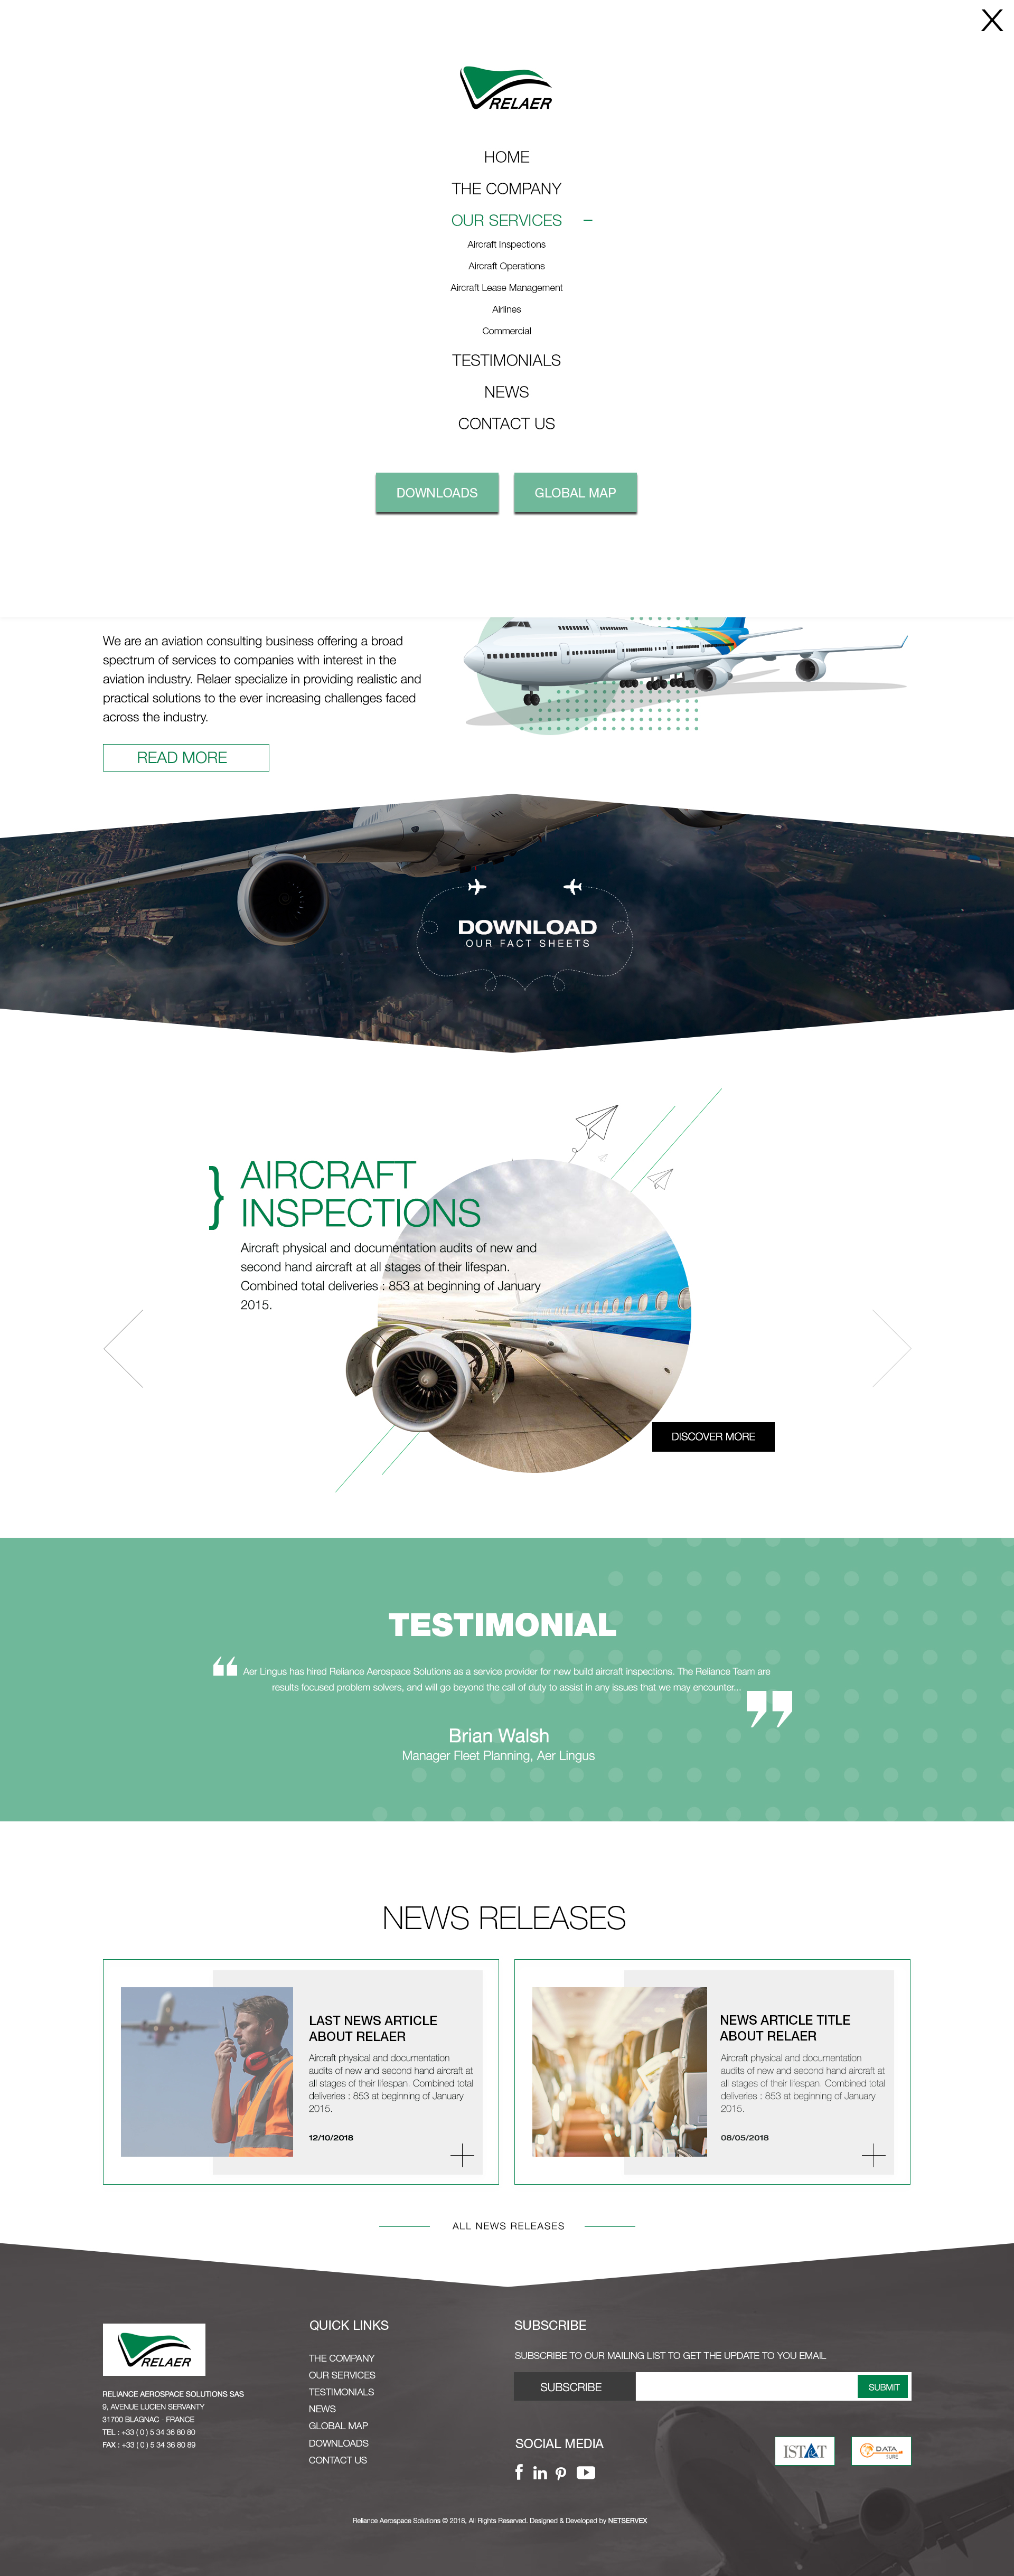 X
RELAER
HOME
THE COMPANY
OUR SERVICES –
Aircraft Inspections
Aircraft Operations
Aircraft Lease Management
Airlines
Commercial
TESTIMONIALS
NEWS
CONTACT US
DOWNLOADS
GLOBAL MAP
We are an aviation consulting business offering a broad
spectrum of services to companies with interest in the
aviation industry. Relaer specialize in providing realistic and
practical solutions to the ever increasing challenges faced
across the industry.
READ MORE
DOWNLOAD
OUR FACT SHEETS
} AIRCRAFT
INSPECTIONS
Aircraft physical and documentation audits of new and
second hand aircraft at all stages of their lifespan.
Combined total deliveries : 853 at beginning of January
2015.
DISCOVER MORE
TESTIMONIAL
“ Aer Lingus has hired Reliance Aerospace Solutions as a service provider for new build aircraft inspections. The Reliance Team are
results focused problem solvers, and will go beyond the call of duty to assist in any issues that we may encounter... ”
Brian Walsh
Manager Fleet Planning, Aer Lingus
NEWS RELEASES
LAST NEWS ARTICLE
ABOUT RELAER
Aircraft physical and documentation
audits of new and second hand aircraft at
all stages of their lifespan. Combined total
deliveries : 853 at beginning of January
2015.
12/10/2018
NEWS ARTICLE TITLE
ABOUT RELAER
Aircraft physical and documentation
audits of new and second hand aircraft at
all stages of their lifespan. Combined total
deliveries : 853 at beginning of January
2015.
08/05/2018
ALL NEWS RELEASES
RELAER
RELIANCE AEROSPACE SOLUTIONS SAS
9, AVENUE LUCIEN SERVANTY
31700 BLAGNAC - FRANCE
TEL : +33 ( 0 ) 5 34 36 80 80
FAX : +33 ( 0 ) 5 34 36 80 89
QUICK LINKS
THE COMPANY
OUR SERVICES
TESTIMONIALS
NEWS
GLOBAL MAP
DOWNLOADS
CONTACT US
SUBSCRIBE
SUBSCRIBE TO OUR MAILING LIST TO GET THE UPDATE TO YOU EMAIL
SUBSCRIBE
SUBMIT
SOCIAL MEDIA
ISTAT
DATA
SURE
Reliance Aerospace Solutions © 2018, All Rights Reserved. Designed & Developed by NETSERVEX